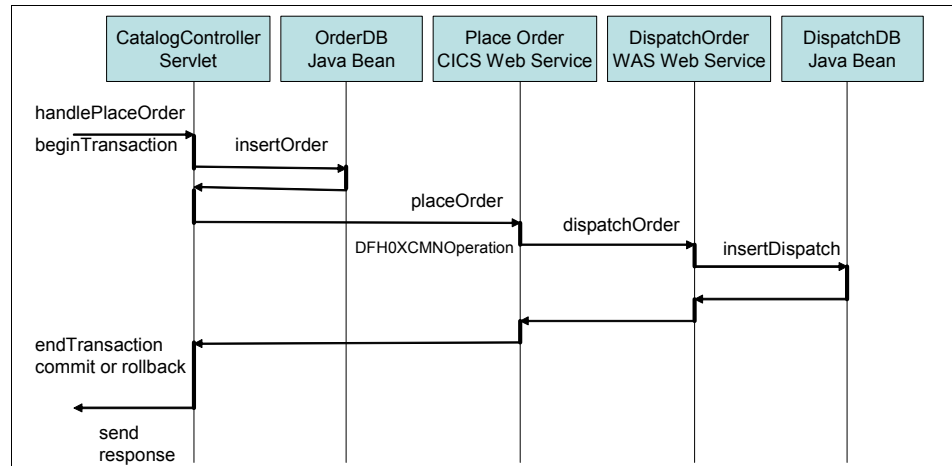 CatalogController
Servlet
OrderDB
Java Bean
Place Order
CICS Web Service
DispatchOrder
WAS Web Service
DispatchDB
Java Bean
handlePlaceOrder
beginTransaction
insertOrder
placeOrder
dispatchOrder
DFH0XCMNOperation
insertDispatch
endTransaction
commit or rollback
send
response